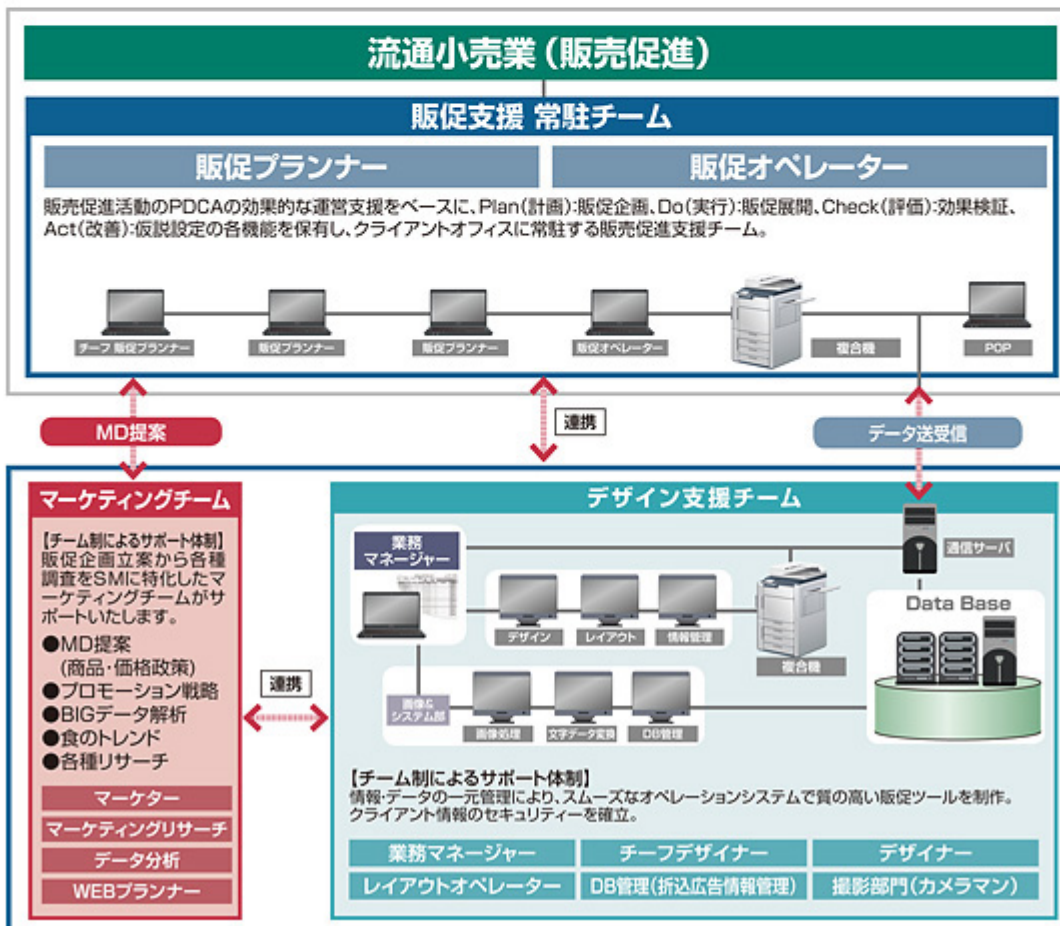 流通小売業(販売促進)
販促支援 常駐チーム
販促プランナー
販促オペレーター
販売促進活動のPDCAの効果的な運営支援をベースに、Plan(計画):販促企画、Do(実行):販促展開、Check(評価):効果検証、
Act(改善):仮説設定の各機能を保有し、クライアントオフィスに常駐する販売促進支援チーム。
チーフ 販促プランナー
販促プランナー
販促プランナー
販促オペレーター
複合機
POP
MD提案
連携
データ送受信
マーケティングチーム
【チーム制によるサポート体制】
販促企画立案から各種
調査をSMに特化したマ
ーケティングチームがサ
ポートいたします。
●MD提案
(商品・価格政策)
●プロモーション戦略
●BIGデータ解析
●食のトレンド
●各種リサーチ
マーケター
マーケティングリサーチ
データ分析
WEBプランナー
連携
デザイン支援チーム
業務
マネージャー
通信サーバ
デザイン
レイアウト
情報管理
複合機
Data Base
画像&
システム部
画像処理
文字データ変換
DB管理
【チーム制によるサポート体制】
情報・データの一元管理により、スムーズなオペレーションシステムで質の高い販促ツールを制作。
クライアント情報のセキュリティーを確立。
業務マネージャー
チーフデザイナー
デザイナー
レイアウトオペレーター
DB管理(折込広告情報管理)
撮影部門(カメラマン)